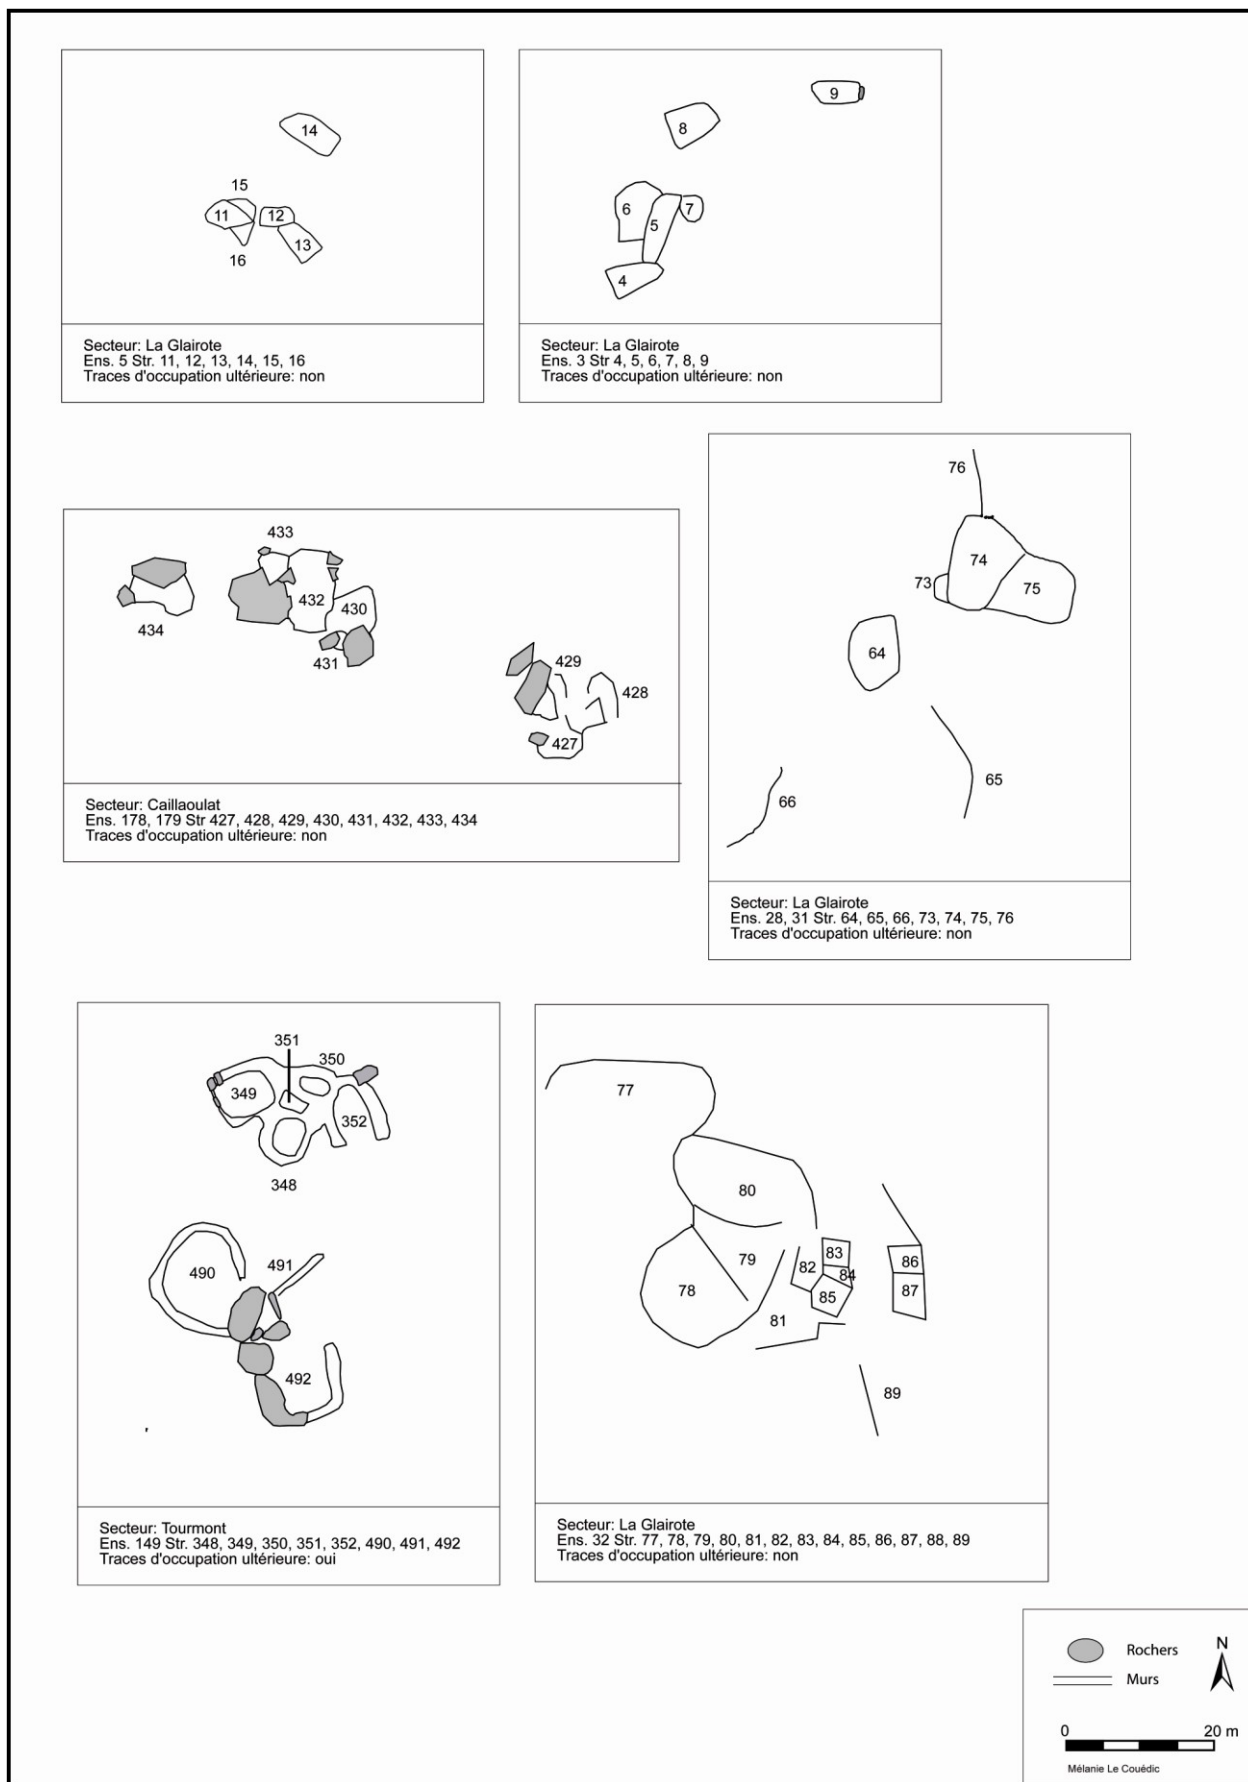 14
15
11
12
13
16
Secteur: La Glairote
Ens. 5 Str. 11, 12, 13, 14, 15, 16
Traces d'occupation ultérieure: non
9
8
6
5
7
4
Secteur: La Glairote
Ens. 3 Str 4, 5, 6, 7, 8, 9
Traces d'occupation ultérieure: non
433
432
430
434
431
429
428
427
Secteur: Caillaoulat
Ens. 178, 179 Str 427, 428, 429, 430, 431, 432, 433, 434
Traces d'occupation ultérieure: non
76
74
73
75
64
65
66
Secteur: La Glairote
Ens. 28, 31 Str. 64, 65, 66, 73, 74, 75, 76
Traces d'occupation ultérieure: non
351
350
349
352
348
490
491
492
Secteur: Tourmont
Ens. 149 Str. 348, 349, 350, 351, 352, 490, 491, 492
Traces d'occupation ultérieure: oui
77
80
79
83
82
84
86
78
85
87
81
89
Secteur: La Glairote
Ens. 32 Str. 77, 78, 79, 80, 81, 82, 83, 84, 85, 86, 87, 88, 89
Traces d'occupation ultérieure: non
Rochers
N
Murs
0 20 m
Mélanie Le Couédic